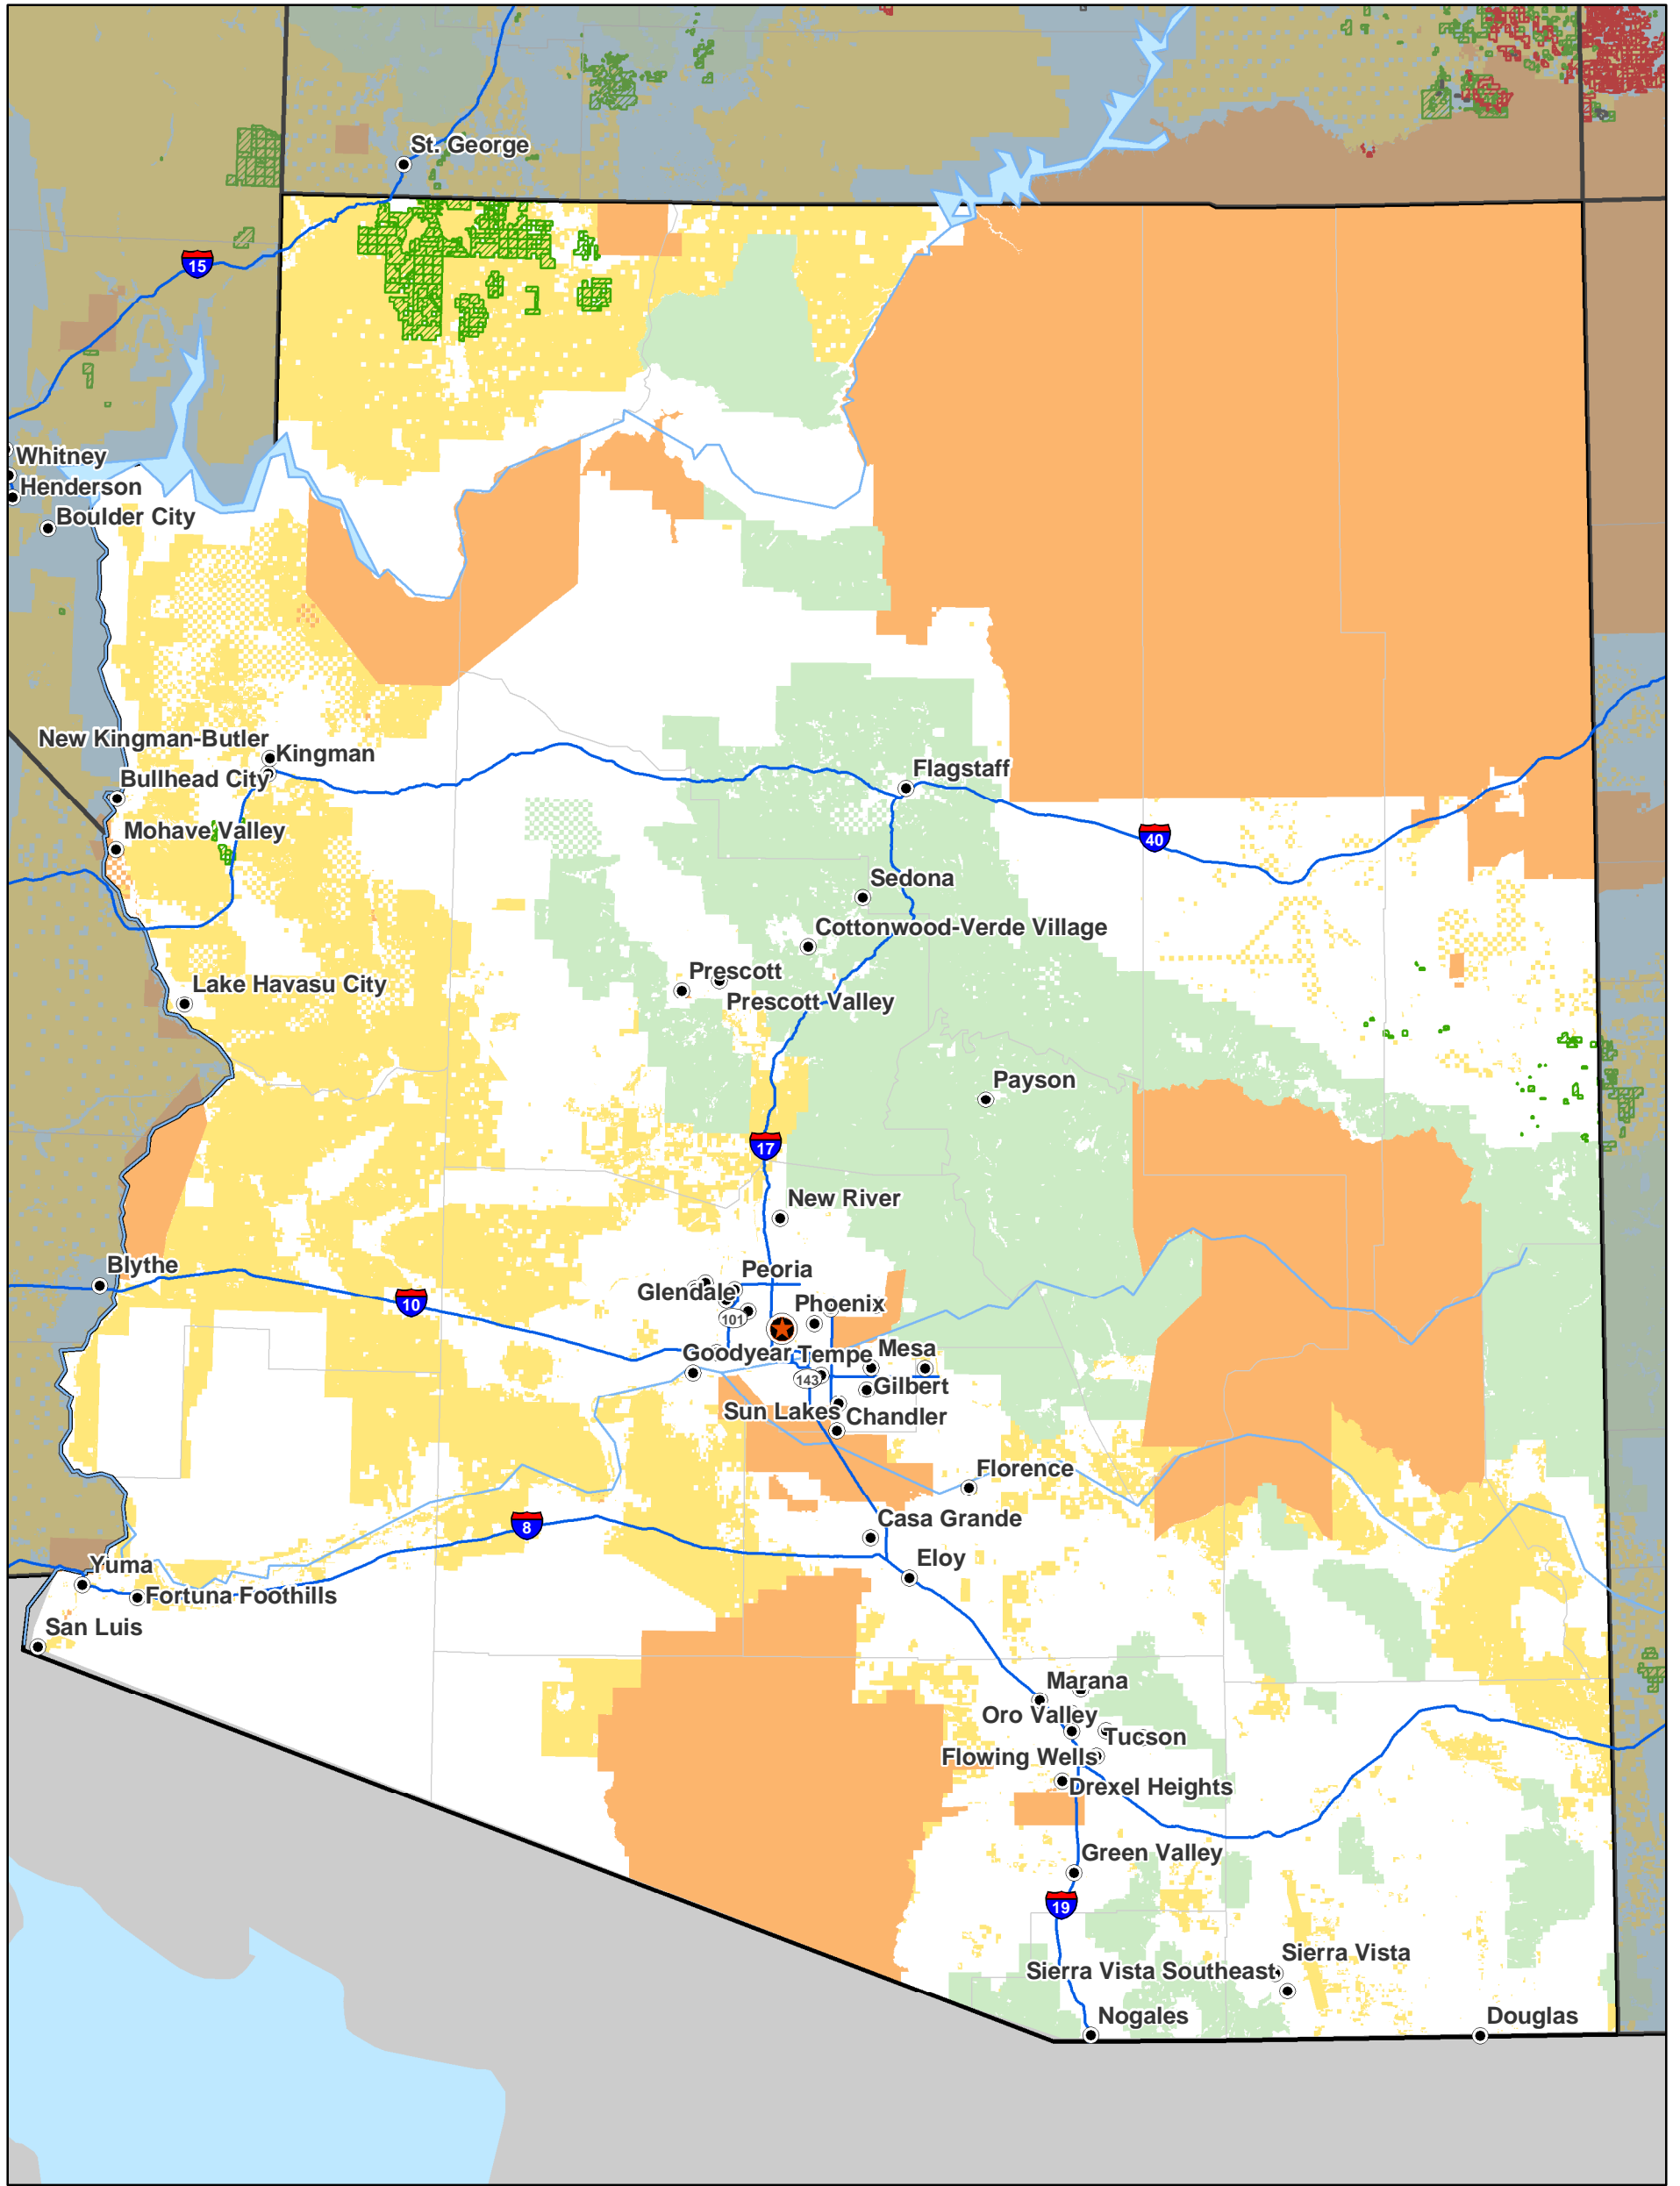 St. George
15
Whitney
Henderson
Boulder City
New Kingman-Butler
Kingman
Bullhead City
Flagstaff
Mohave Valley
40
Sedona
Cottonwood-Verde Village
Prescott
Lake Havasu City
Prescott Valley
Payson
17
New River
Blythe
Peoria
Glendale
10
Phoenix
101
Goodyear
Tempe
Mesa
143
Gilbert
Sun Lakes
Chandler
Florence
Casa Grande
8
Eloy
Yuma
Fortuna Foothills
San Luis
Marana
Oro Valley
Tucson
Flowing Wells
Drexel Heights
Green Valley
19
Sierra Vista
Sierra Vista Southeast
Nogales
Douglas